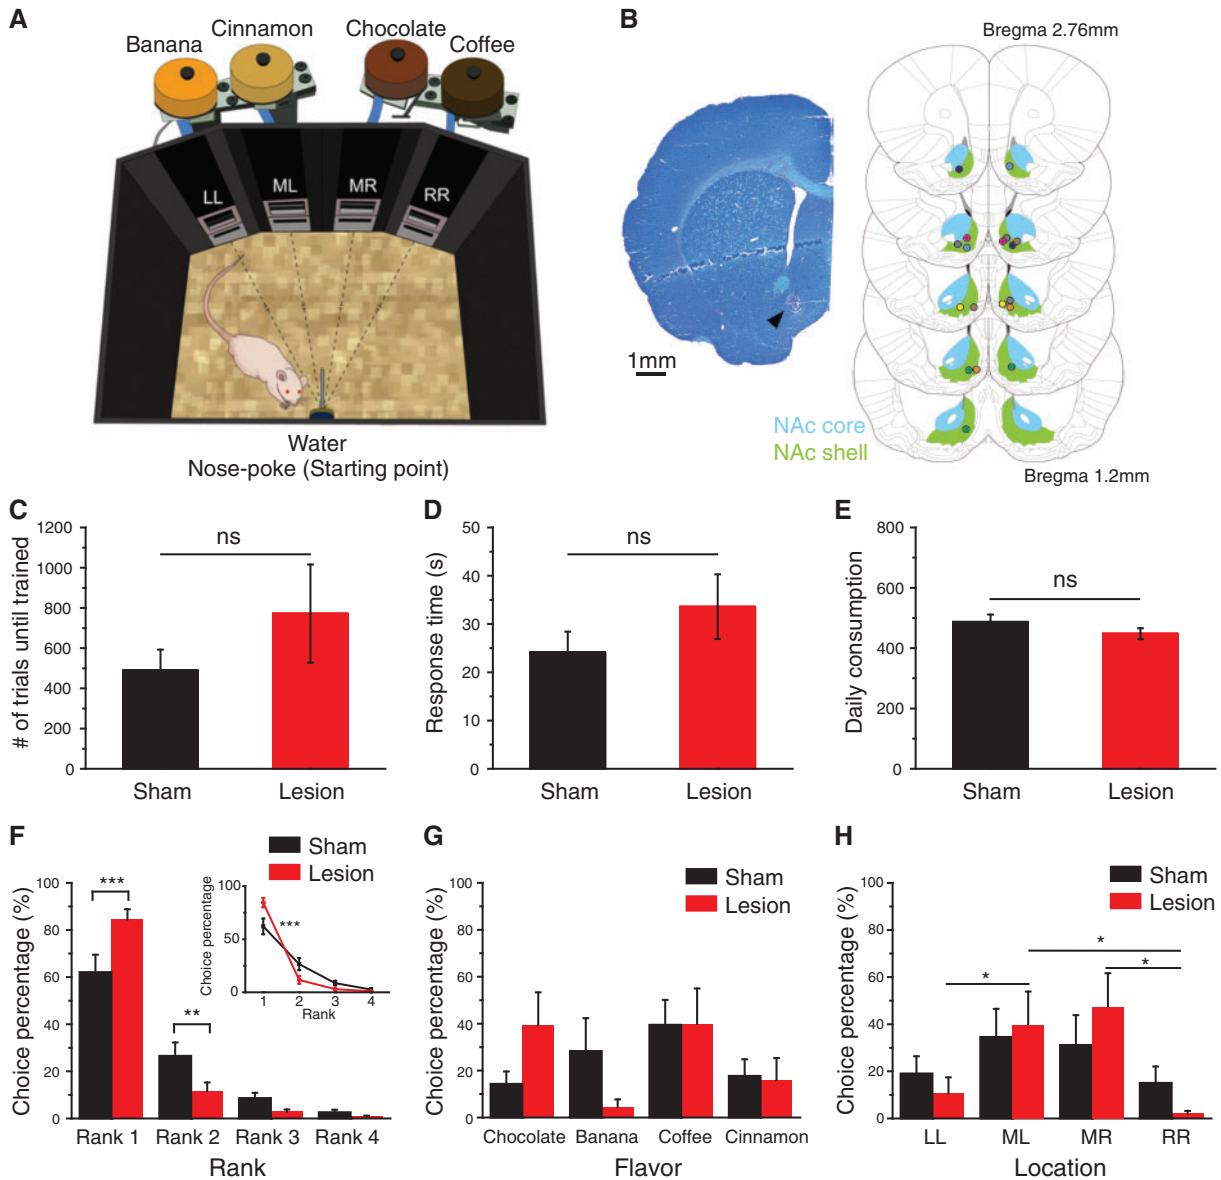 A
Banana
Cinnamon
Chocolate
Coffee
LL
ML
MR
RR
Water
Nose-poke (Starting point)
B
Bregma 2.76mm
1mm
NAc core
NAc shell
Bregma 1.2mm
C
# of trials until trained
1200
1000
800
600
400
200
0
ns
Sham
Lesion
D
Response time (s)
50
40
30
20
10
0
ns
Sham
Lesion
E
Daily consumption
800
600
400
200
0
ns
Sham
Lesion
F
Sham
Lesion
Choice percentage (%)
100
80
60
40
20
0
***
**
Choice percentage
100
50
0
***
1 2 3 4
Rank
Rank 1 Rank 2 Rank 3 Rank 4
Rank
G
Sham
Lesion
Choice percentage (%)
100
80
60
40
20
0
Chocolate Banana Coffee Cinnamon
Flavor
H
Sham
Lesion
Choice percentage (%)
100
80
60
40
20
0
*
*
*
LL ML MR RR
Location